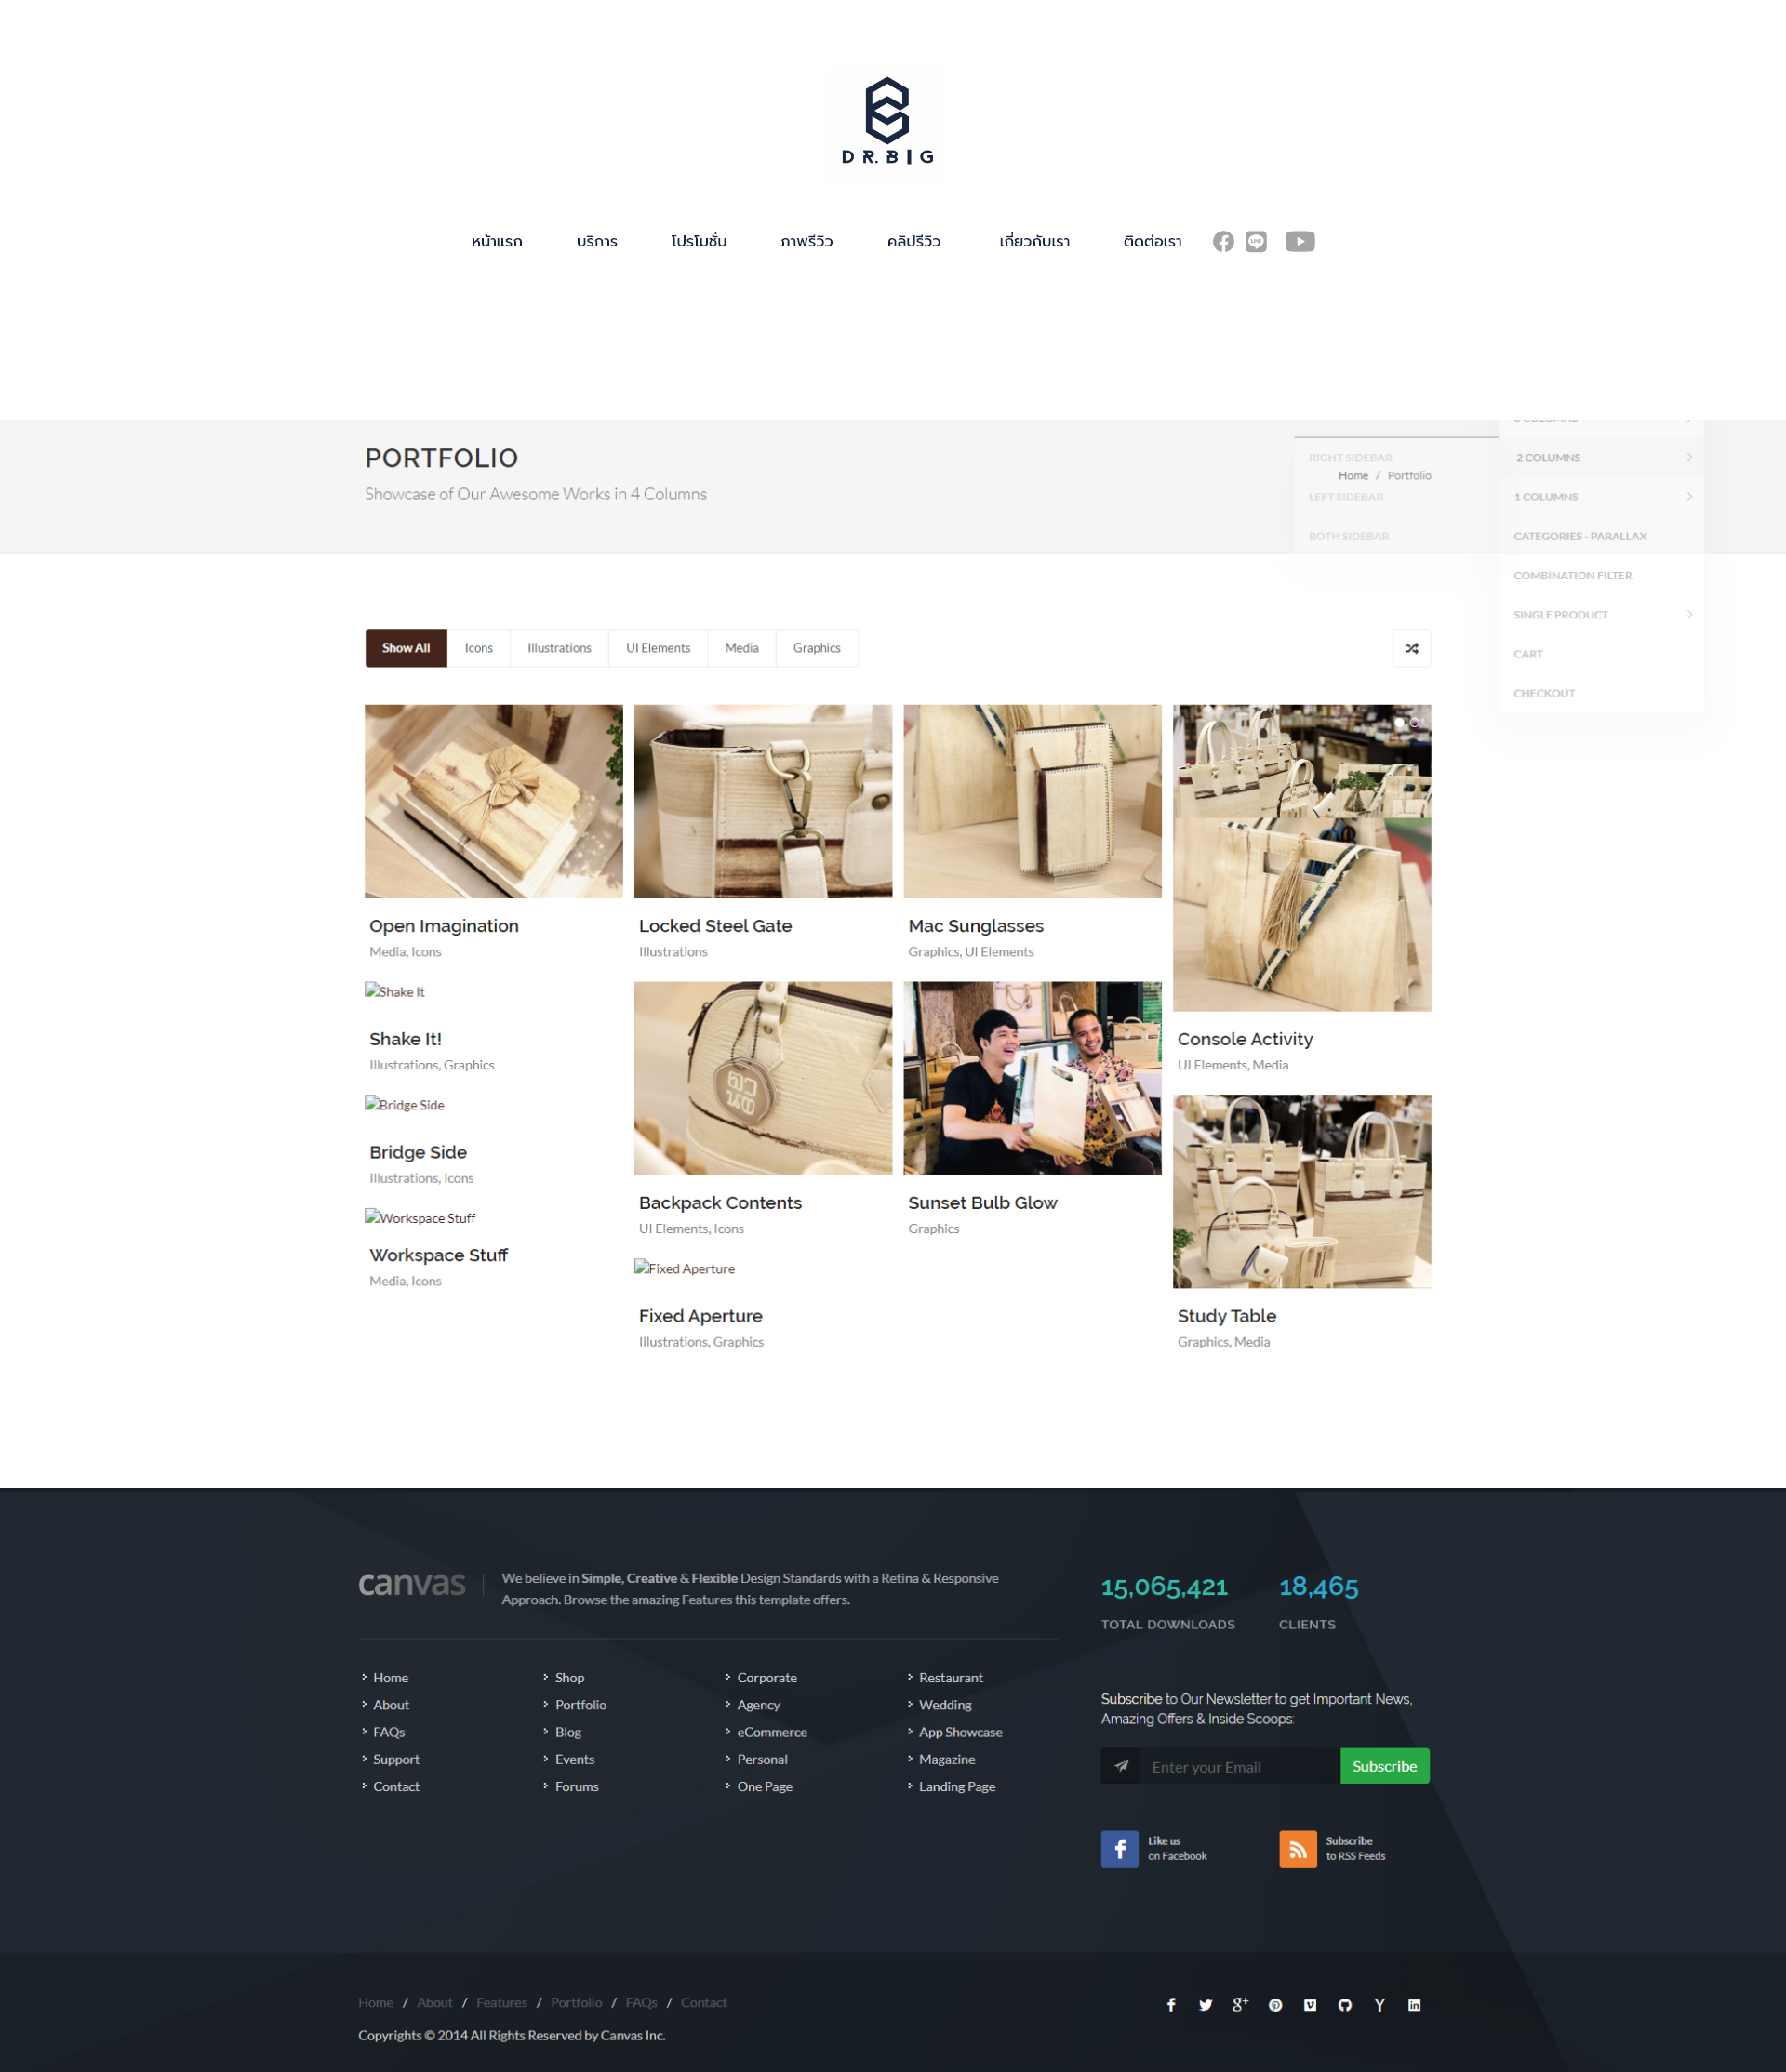 DR.BIG
หน้าแรก บริการ โปรโมชั่น ภาพรีวิว คลิปรีวิว เกี่ยวกับเรา ติดต่อเรา
PORTFOLIO
Showcase of Our Awesome Works in 4 Columns
Home / Portfolio
RIGHT SIDEBAR
LEFT SIDEBAR
BOTH SIDEBAR
2 COLUMNS
1 COLUMNS
CATEGORIES - PARALLAX
COMBINATION FILTER
SINGLE PRODUCT
CART
CHECKOUT
Show All Icons Illustrations UI Elements Media Graphics
Open Imagination
Media, Icons
Locked Steel Gate
Illustrations
Mac Sunglasses
Graphics, UI Elements
Shake It
Shake It!
Illustrations, Graphics
Console Activity
UI Elements, Media
Bridge Side
Bridge Side
Illustrations, Icons
Backpack Contents
UI Elements, Icons
Sunset Bulb Glow
Graphics
Workspace Stuff
Workspace Stuff
Media, Icons
Fixed Aperture
Fixed Aperture
Illustrations, Graphics
Study Table
Graphics, Media
canvas
We believe in Simple, Creative & Flexible Design Standards with a Retina & Responsive
Approach. Browse the amazing Features this template offers.
15,065,421
TOTAL DOWNLOADS
18,465
CLIENTS
Home Shop Corporate Restaurant
About Portfolio Agency Wedding
FAQs Blog eCommerce App Showcase
Support Events Personal Magazine
Contact Forums One Page Landing Page
Subscribe to Our Newsletter to get Important News,
Amazing Offers & Inside Scoops:
Enter your Email Subscribe
Like us
on Facebook
Subscribe
to RSS Feeds
Home / About / Features / Portfolio / FAQs / Contact
Copyrights © 2014 All Rights Reserved by Canvas Inc.